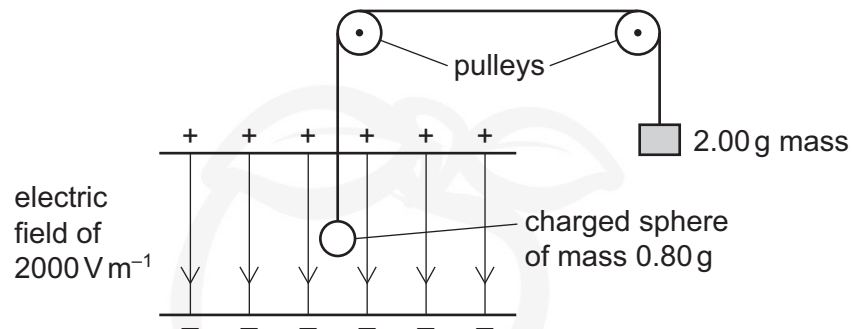 pulleys
+ + + + + +
2.00 g mass
electric
field of
2000 V m⁻¹
charged sphere
of mass 0.80 g
– – – – – –